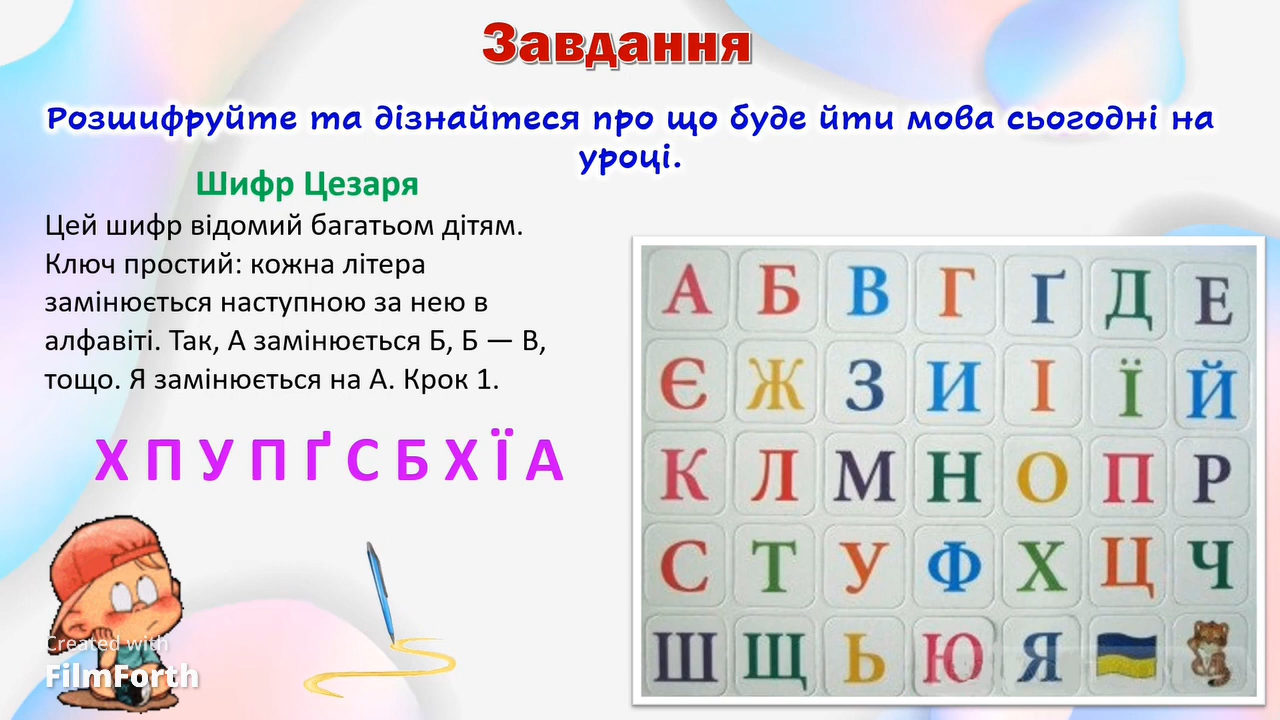 Завдання
Розшифруйте та дізнайтеся про що буде йти мова сьогодні на
уроці.
Шифр Цезаря
Цей шифр відомий багатьом дітям.
Ключ простий: кожна літера
замінюється наступною за нею в
алфавіті. Так, А замінюється Б, Б — В,
тощо. Я замінюється на А. Крок 1.
Х П У П Ґ С Б Х Ї А
А Б В Г Ґ Д Е
Є Ж З И І Ї Й
К Л М Н О П Р
С Т У Ф Х Ц Ч
Ш Щ Ь Ю Я
Created with
FilmForth